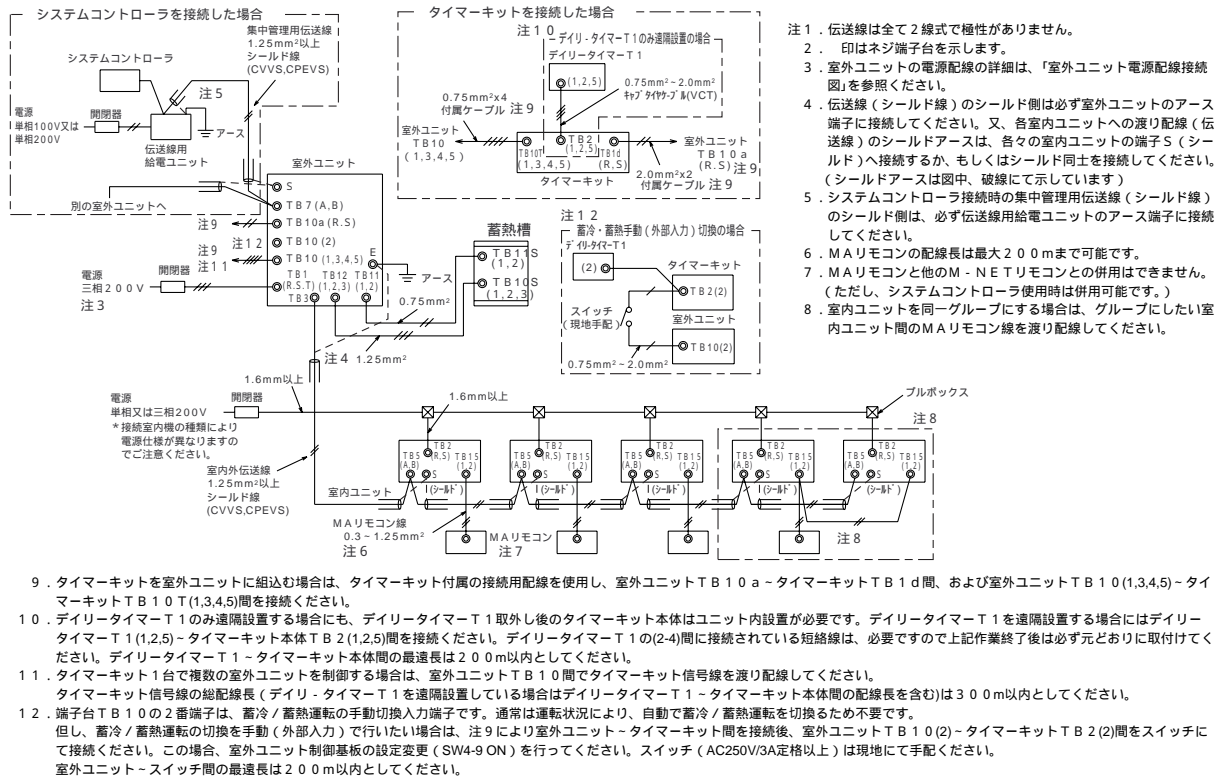 システムコントローラを接続した場合
集中管理用伝送線
1.25mm²以上
シールド線
(CVVS,CPEVS)
システムコントローラ
注5
電源
単相100V又は
単相200V
開閉器
アース
伝送線用
給電ユニット
別の室外ユニットへ
室外ユニット
S
TB7(A,B)
注9
TB10a(R.S)
注12
TB10(2)
注9
注11
TB10(1,3,4,5)
E
アース
電源
三相200V
開閉器
注3
TB1
(R.S.T)
TB12
(1,2,3)
TB11
(1,2)
TB3
0.75mm²
注4
1.25mm²
蓄熱槽
TB11S
(1,2)
TB10S
(1,2,3)
タイマーキットを接続した場合
注10
デイリ-タイマーT1のみ遠隔設置の場合
デイリータイマーT1
(1,2,5)
0.75mm²~2.0mm²
キャブタイヤケーブル(VCT)
0.75mm²x4
付属ケーブル 注9
室外ユニット
TB10
(1,3,4,5)
TB10T
(1,3,4,5)
TB2
(1,2,5)
TB1d
(R,S)
タイマーキット
室外ユニット
TB10a
(R.S) 注9
2.0mm²x2
付属ケーブル 注9
注12
蓄冷・蓄熱手動(外部入力)切換の場合
デイリ-タイマーT1
(2)
タイマーキット
TB2(2)
スイッチ
(現地手配)
室外ユニット
TB10(2)
0.75mm²~2.0mm²
注1.伝送線は全て2線式で極性がありません。
2. 印はネジ端子台を示します。
3.室外ユニットの電源配線の詳細は、「室外ユニット電源配線接続
図」を参照ください。
4.伝送線(シールド線)のシールド側は必ず室外ユニットのアース
端子に接続してください。又、各室内ユニットへの渡り配線(伝
送線)のシールドアースは、各々の室内ユニットの端子S(シー
ルド)へ接続するか、もしくはシールド同士を接続してください。
(シールドアースは図中、破線にて示しています)
5.システムコントローラ接続時の集中管理用伝送線(シールド線)
のシールド側は、必ず伝送線用給電ユニットのアース端子に接続
してください。
6.MAリモコンの配線長は最大200mまで可能です。
7.MAリモコンと他のM-NETリモコンとの併用はできません。
(ただし、システムコントローラ使用時は併用可能です。)
8.室内ユニットを同一グループにする場合は、グループにしたい室
内ユニット間のMAリモコン線を渡り配線してください。
1.6mm以上
電源
単相又は三相200V
*接続室内機の種類により
電源仕様が異なりますの
でご注意ください。
開閉器
1.6mm以上
プルボックス
注8
室内外伝送線
1.25mm²以上
シールド線
(CVVS,CPEVS)
室内ユニット
TB5
(A,B)
TB2
(R,S)
TB15
(1,2)
S
(シールド)
TB5
(A,B)
TB2
(R,S)
TB15
(1,2)
S
(シールド)
TB5
(A,B)
TB2
(R,S)
TB15
(1,2)
S
(シールド)
TB5
(A,B)
TB2
(R,S)
TB15
(1,2)
S
(シールド)
TB5
(A,B)
TB2
(R,S)
TB15
(1,2)
S
(シールド)
MAリモコン線
0.3~1.25mm²
注6
MAリモコン
注7
注8
9.タイマーキットを室外ユニットに組込む場合は、タイマーキット付属の接続用配線を使用し、室外ユニットTB10a~タイマーキットTB1d間、および室外ユニットTB10(1,3,4,5)~タイ
マーキットTB10T(1,3,4,5)間を接続ください。
10.デイリータイマーT1のみ遠隔設置する場合にも、デイリータイマーT1取外し後のタイマーキット本体はユニット内設置が必要です。デイリータイマーT1を遠隔設置する場合にはデイリー
タイマーT1(1,2,5)~タイマーキット本体TB2(1,2,5)間を接続ください。デイリータイマーT1の(2-4)間に接続されている短絡線は、必要ですので上記作業終了後は必ず元どおりに取付けてく
ださい。デイリータイマーT1~タイマーキット本体間の最遠長は200m以内としてください。
11.タイマーキット1台で複数の室外ユニットを制御する場合は、室外ユニットTB10間でタイマーキット信号線を渡り配線してください。
タイマーキット信号線の総配線長(デイリ-タイマーT1を遠隔設置している場合はデイリータイマーT1~タイマーキット本体間の配線長を含む)は300m以内としてください。
12.端子台TB10の2番端子は、蓄冷/蓄熱運転の手動切換入力端子です。通常は運転状況により、自動で蓄冷/蓄熱運転を切換るため不要です。
但し、蓄冷/蓄熱運転の切換を手動(外部入力)で行いたい場合は、注9により室外ユニット~タイマーキット間を接続後、室外ユニットTB10(2)~タイマーキットTB2(2)間をスイッチに
て接続ください。この場合、室外ユニット制御基板の設定変更(SW4-9 ON)を行ってください。スイッチ(AC250V/3A定格以上)は現地にて手配ください。
室外ユニット~スイッチ間の最遠長は200m以内としてください。